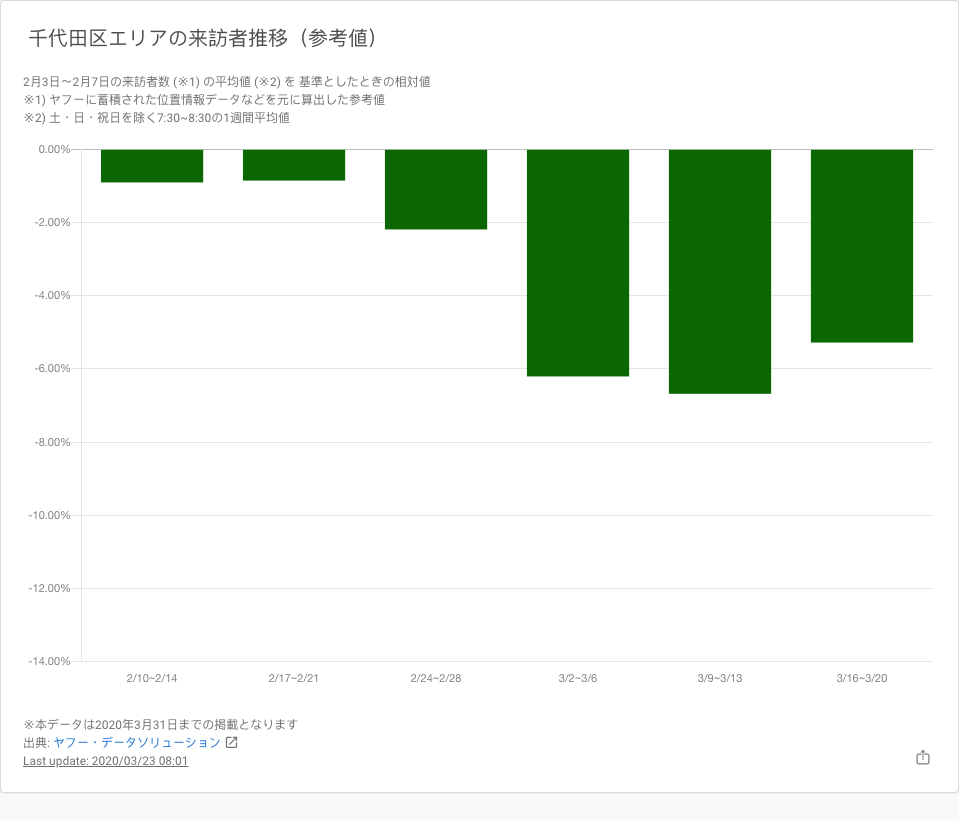 千代田区エリアの来訪者推移（参考値）
2月3日〜2月7日の来訪者数 (※1) の平均値 (※2) を 基準としたときの相対値
※1) ヤフーに蓄積された位置情報データなどを元に算出した参考値
※2) 土・日・祝日を除く7:30~8:30の1週間平均値
0.00%
-2.00%
-4.00%
-6.00%
-8.00%
-10.00%
-12.00%
-14.00%
2/10~2/14 2/17~2/21 2/24~2/28 3/2~3/6 3/9~3/13 3/16~3/20
※本データは2020年3月31日までの掲載となります
出典: ヤフー・データソリューション
Last update: 2020/03/23 08:01